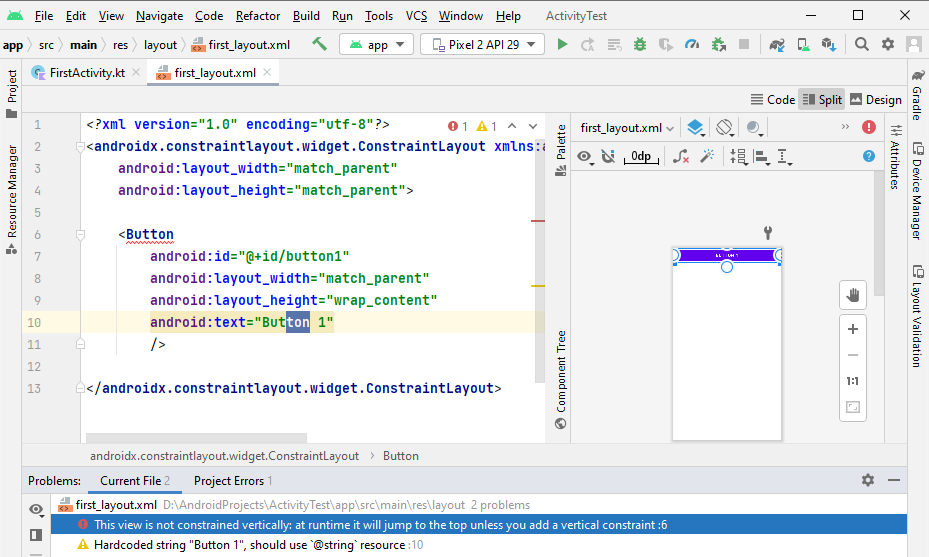 File Edit View Navigate Code Refactor Build Run Tools VCS Window Help ActivityTest
app src main res layout first_layout.xml app Pixel 2 API 29
FirstActivity.kt first_layout.xml
Code Split Design
Project
Resource Manager
1 <?xml version="1.0" encoding="utf-8"?> 1 1
2 <androidx.constraintlayout.widget.ConstraintLayout xmlns:a
3 android:layout_width="match_parent"
4 android:layout_height="match_parent">
5
6 <Button
7 android:id="@+id/button1"
8 android:layout_width="match_parent"
9 android:layout_height="wrap_content"
10 android:text="Button 1"
11 />
12
13 </androidx.constraintlayout.widget.ConstraintLayout>
Palette
Component Tree
first_layout.xml
0dp
BUTTON 1
1:1
Attributes
Gradle
Device Manager
Layout Validation
androidx.constraintlayout.widget.ConstraintLayout Button
Problems: Current File 2 Project Errors 1
first_layout.xml D:\AndroidProjects\ActivityTest\app\src\main\res\layout 2 problems
This view is not constrained vertically: at runtime it will jump to the top unless you add a vertical constraint :6
Hardcoded string "Button 1", should use `@string` resource :10